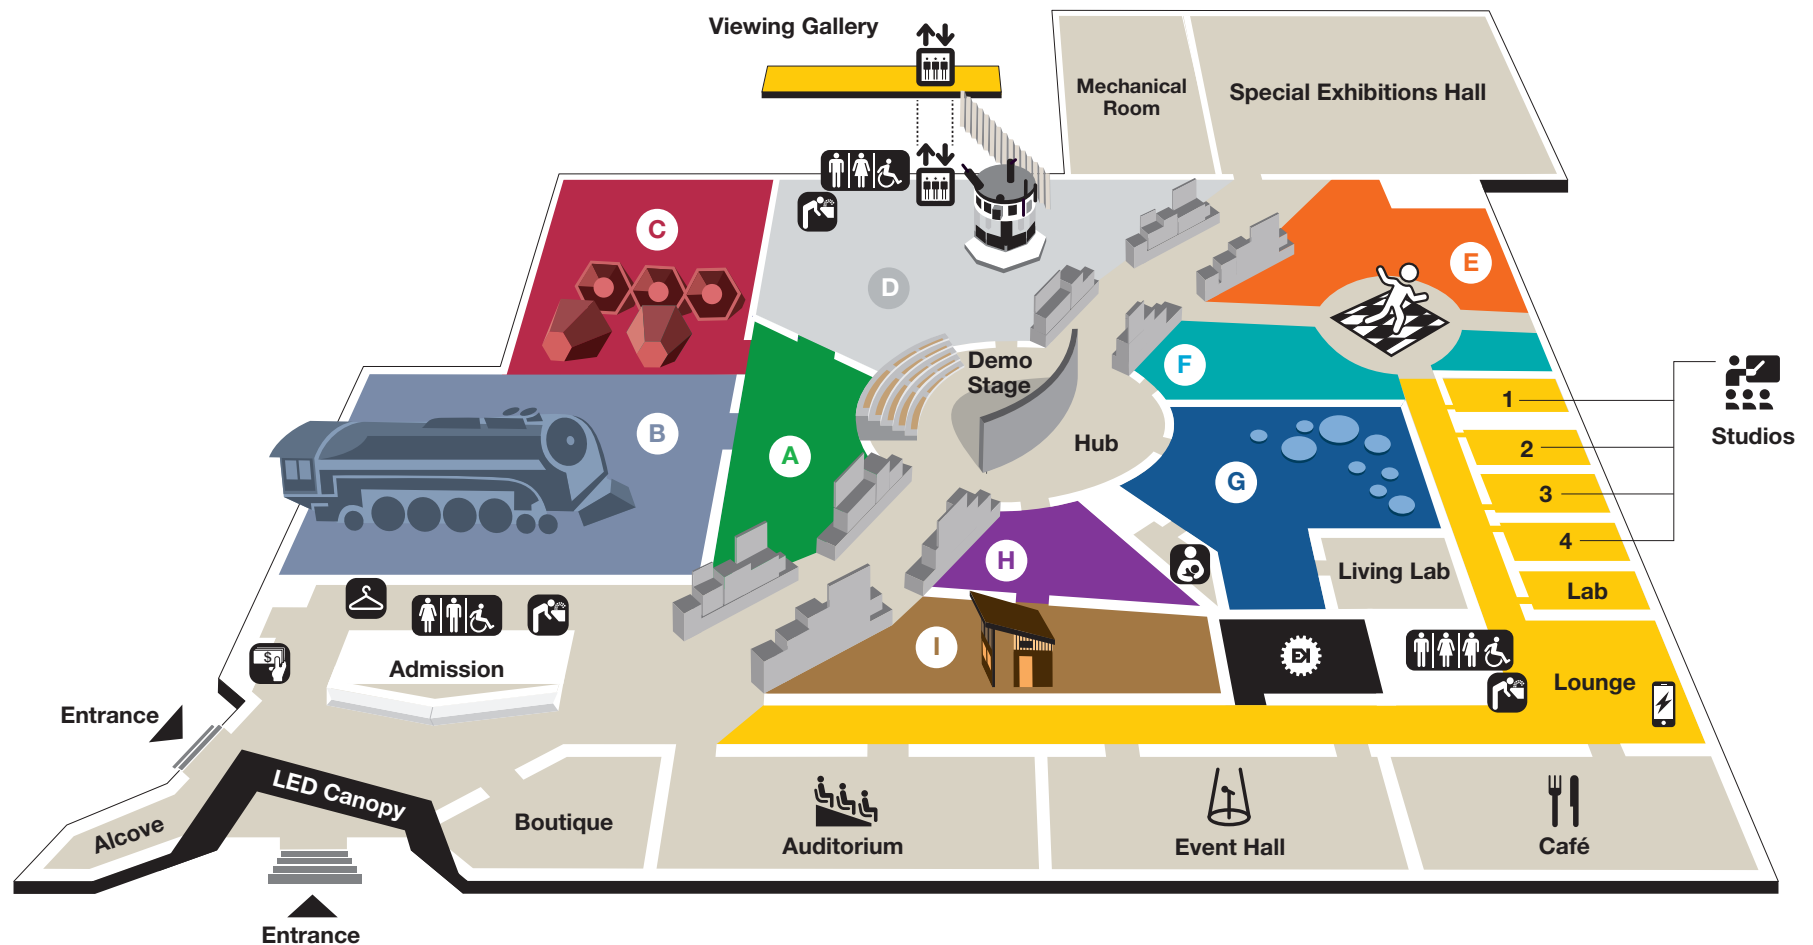 Viewing Gallery
Mechanical
Room
Special Exhibitions Hall
C
E
D
Demo
Stage
F
1
B
A
Hub
2
Studios
G
3
4
H
Living Lab
Lab
I
EK
$
Admission
Lounge
Entrance
LED Canopy
Alcove
Boutique
Auditorium
Event Hall
Café
Entrance